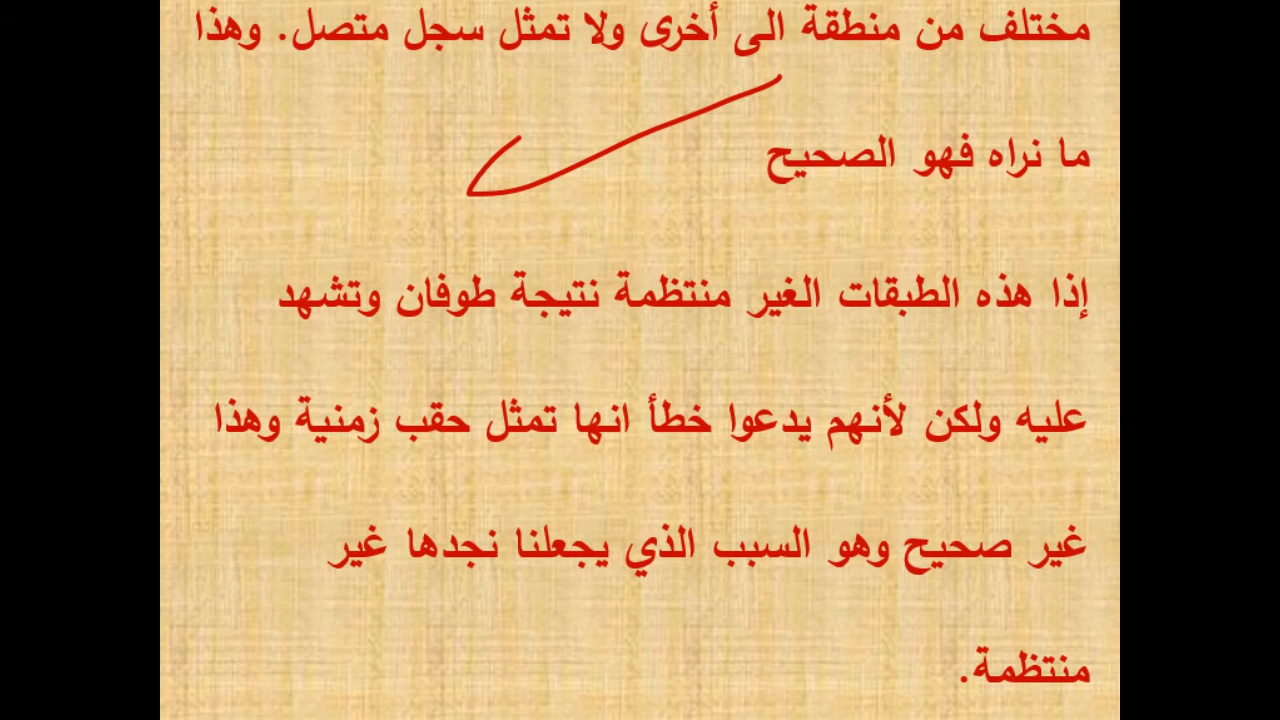 مختلف من منطقة الى أخرى ولا تمثل سجل متصل. وهذا
ما نراه فهو الصحيح
إذا هذه الطبقات الغير منتظمة نتيجة طوفان وتشهد
عليه ولكن لأنهم يدعوا خطأ انها تمثل حقب زمنية وهذا
غير صحيح وهو السبب الذي يجعلنا نجدها غير
منتظمة.